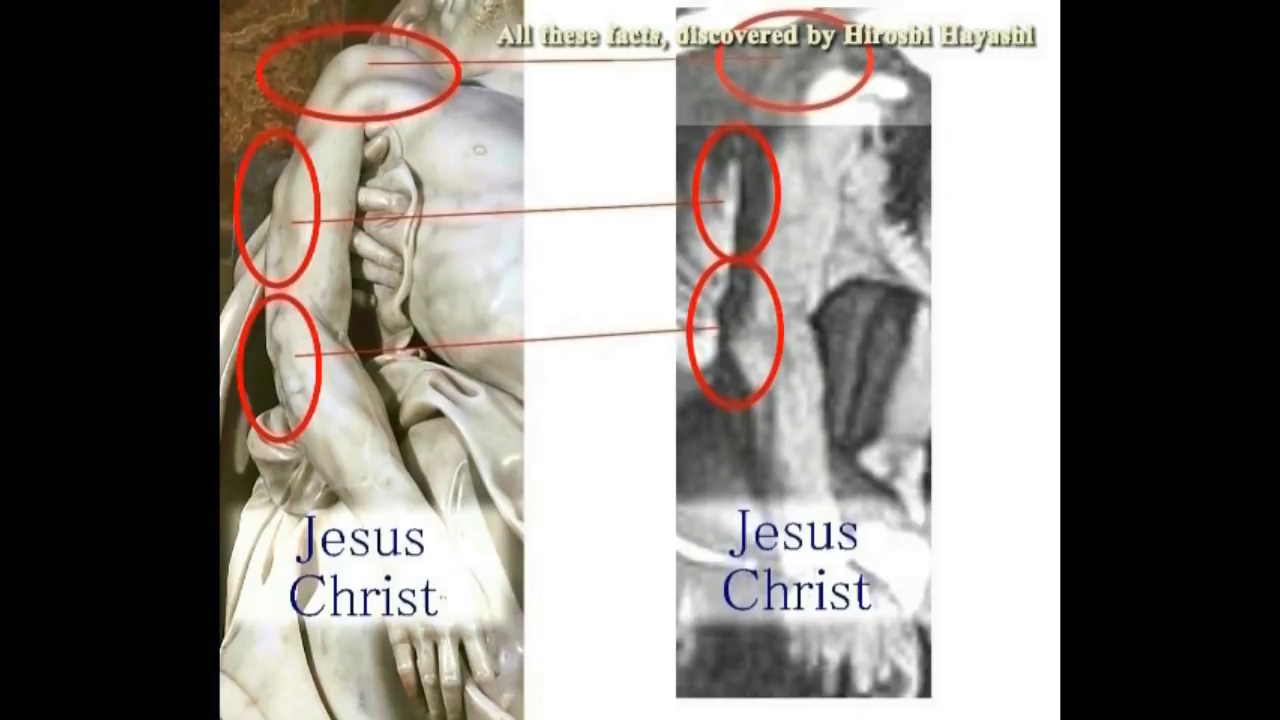 All these facts, discovered by Hiroshi Hayashi
Jesus
Christ
Jesus
Christ